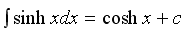 ∫ sinh xdx = cosh x + c